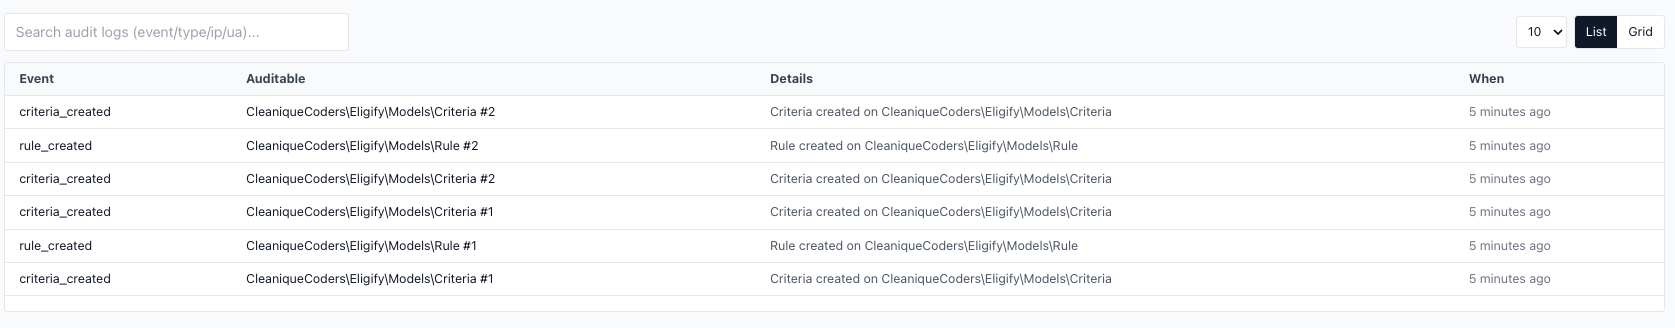 Search audit logs (event/type/ip/ua)... 10 List Grid
Event Auditable Details When
criteria_created CleaniqueCoders\Eligify\Models\Criteria #2 Criteria created on CleaniqueCoders\Eligify\Models\Criteria 5 minutes ago
rule_created CleaniqueCoders\Eligify\Models\Rule #2 Rule created on CleaniqueCoders\Eligify\Models\Rule 5 minutes ago
criteria_created CleaniqueCoders\Eligify\Models\Criteria #2 Criteria created on CleaniqueCoders\Eligify\Models\Criteria 5 minutes ago
criteria_created CleaniqueCoders\Eligify\Models\Criteria #1 Criteria created on CleaniqueCoders\Eligify\Models\Criteria 5 minutes ago
rule_created CleaniqueCoders\Eligify\Models\Rule #1 Rule created on CleaniqueCoders\Eligify\Models\Rule 5 minutes ago
criteria_created CleaniqueCoders\Eligify\Models\Criteria #1 Criteria created on CleaniqueCoders\Eligify\Models\Criteria 5 minutes ago